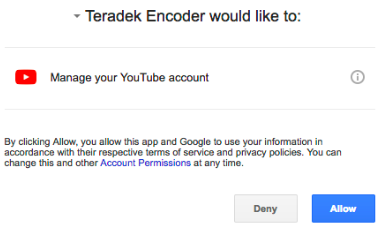 Teradek Encoder would like to:
Manage your YouTube account
By clicking Allow, you allow this app and Google to use your information in
accordance with their respective terms of service and privacy policies. You can
change this and other Account Permissions at any time.
Deny
Allow